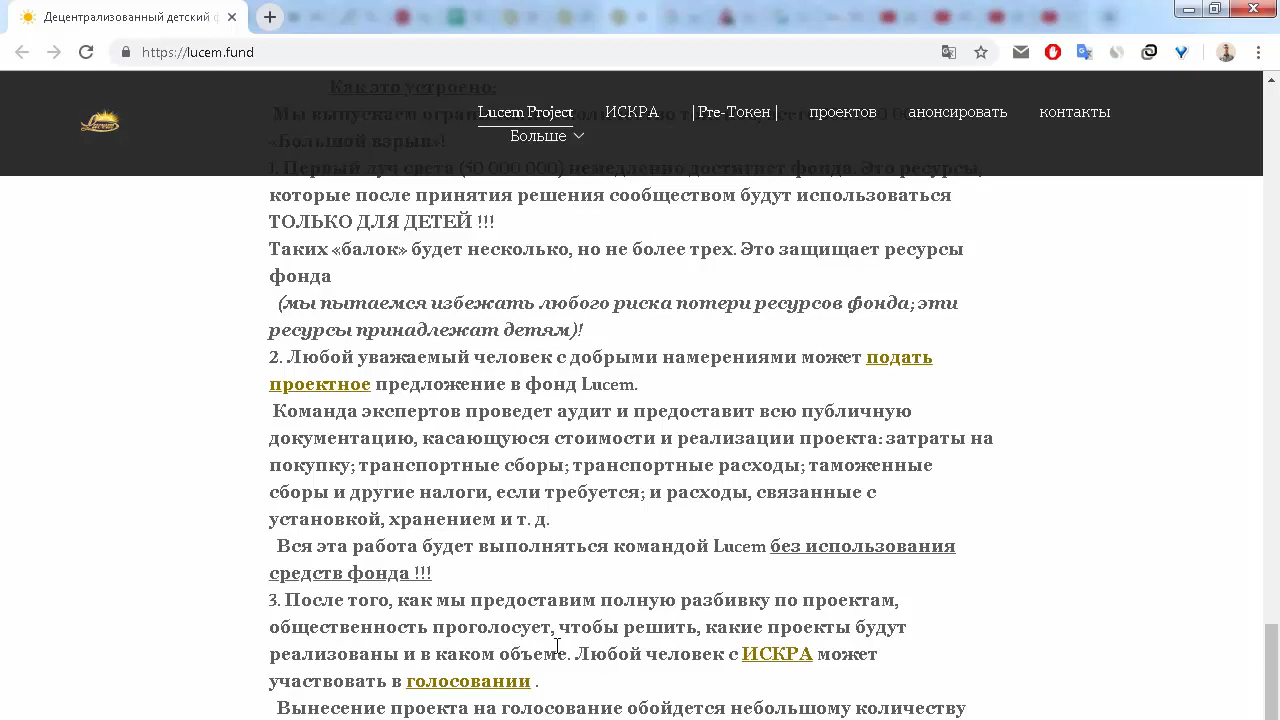 Децентрализованный детский ф
https://lucem.fund
Lucem
Lucem Project ИСКРА | Pre-Токен | проектов анонсировать контакты
Больше
Как это устроено:
«Большой взрыв»!
1. Первый луч света (50 000 000) немедленно достигнет фонда. Это ресурсы,
которые после принятия решения сообществом будут использоваться
ТОЛЬКО ДЛЯ ДЕТЕЙ !!!
Таких «балок» будет несколько, но не более трех. Это защищает ресурсы
фонда
(мы пытаемся избежать любого риска потери ресурсов фонда; эти
ресурсы принадлежат детям)!
2. Любой уважаемый человек с добрыми намерениями может подать
проектное предложение в фонд Lucem.
Команда экспертов проведет аудит и предоставит всю публичную
документацию, касающуюся стоимости и реализации проекта: затраты на
покупку; транспортные сборы; транспортные расходы; таможенные
сборы и другие налоги, если требуется; и расходы, связанные с
установкой, хранением и т. д.
Вся эта работа будет выполняться командой Lucem без использования
средств фонда !!!
3. После того, как мы предоставим полную разбивку по проектам,
общественность проголосует, чтобы решить, какие проекты будут
реализованы и в каком объеме. Любой человек с ИСКРА может
участвовать в голосовании .
Вынесение проекта на голосование обойдется небольшому количеству